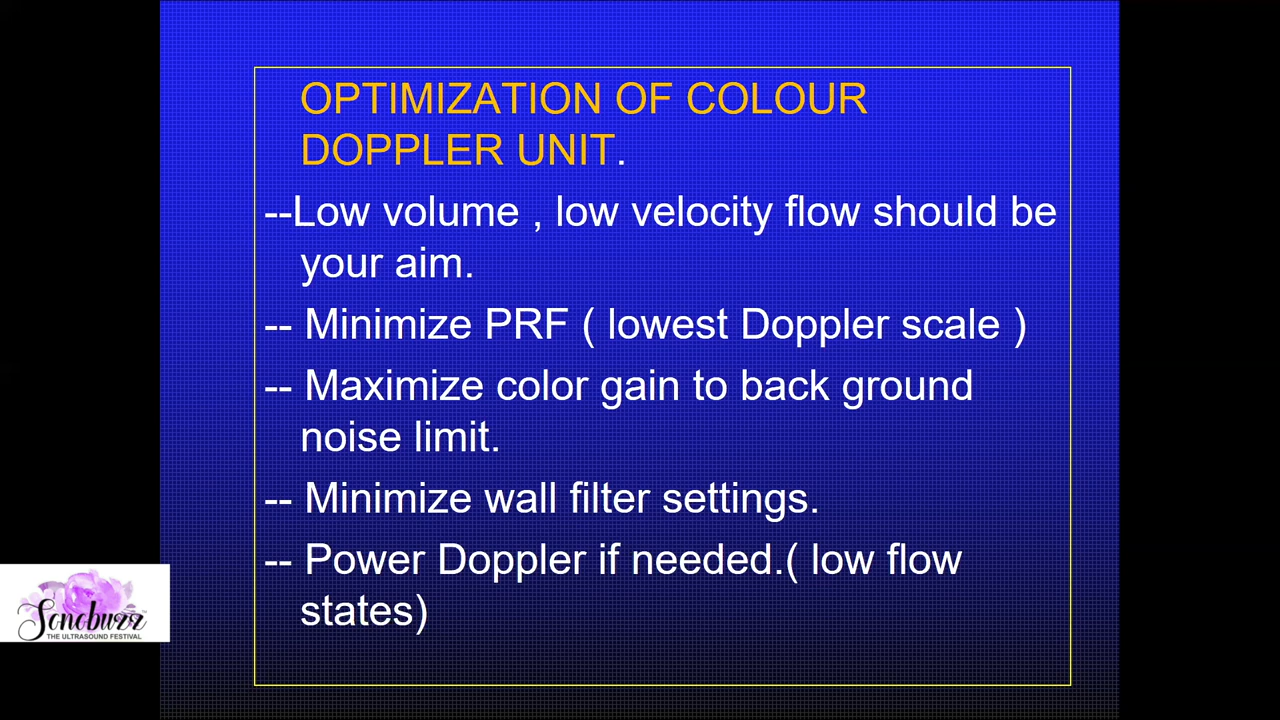 OPTIMIZATION OF COLOUR
DOPPLER UNIT.
--Low volume , low velocity flow should be
your aim.
-- Minimize PRF ( lowest Doppler scale )
-- Maximize color gain to back ground
noise limit.
-- Minimize wall filter settings.
-- Power Doppler if needed.( low flow
states)
Sonobuzz
THE ULTRASOUND FESTIVAL